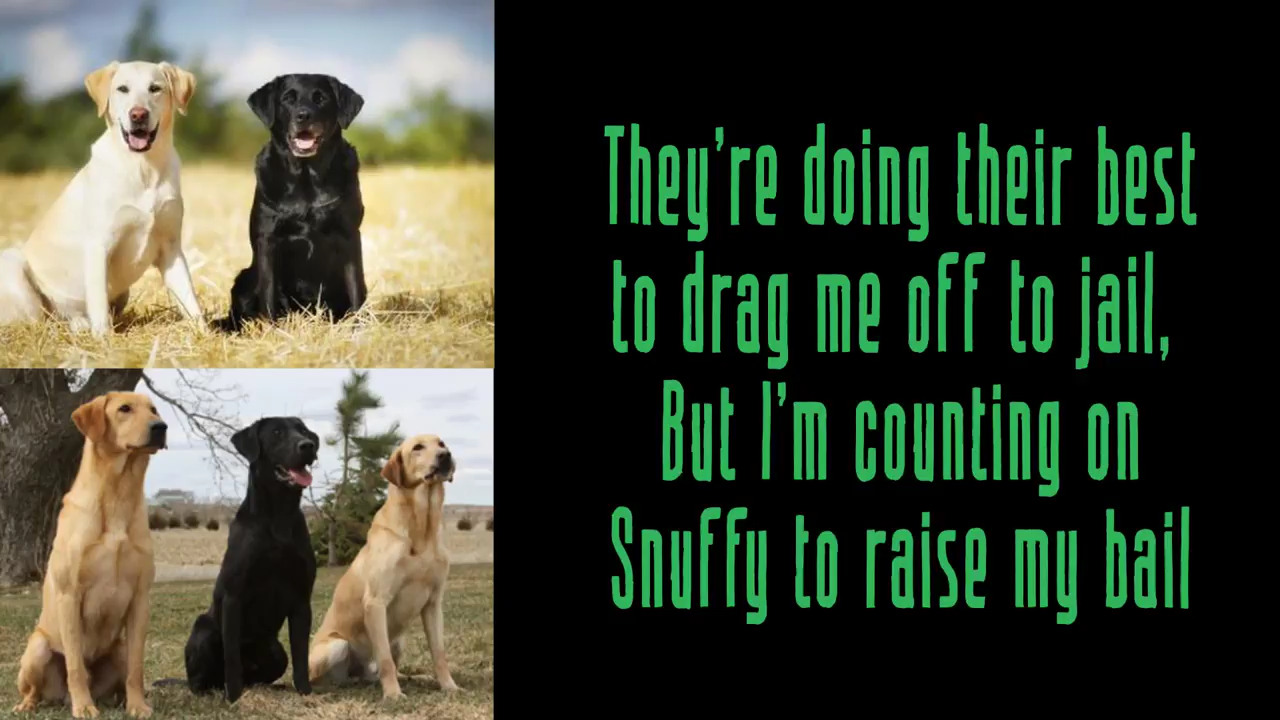 They're doing their best
to drag me off to jail,
But I'm counting on
Snuffy to raise my bail